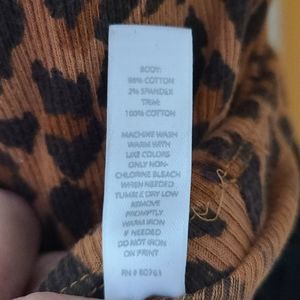 BODY:
98% COTTON
2% SPANDEX
TRIM:
100% COTTON
MACHINE WASH
WARM WITH
LIKE COLORS
ONLY NON-
CHLORINE BLEACH
WHEN NEEDED
TUMBLE DRY LOW
REMOVE
PROMPTLY
WARM IRON
IF NEEDED
DO NOT IRON
ON PRINT
RN #